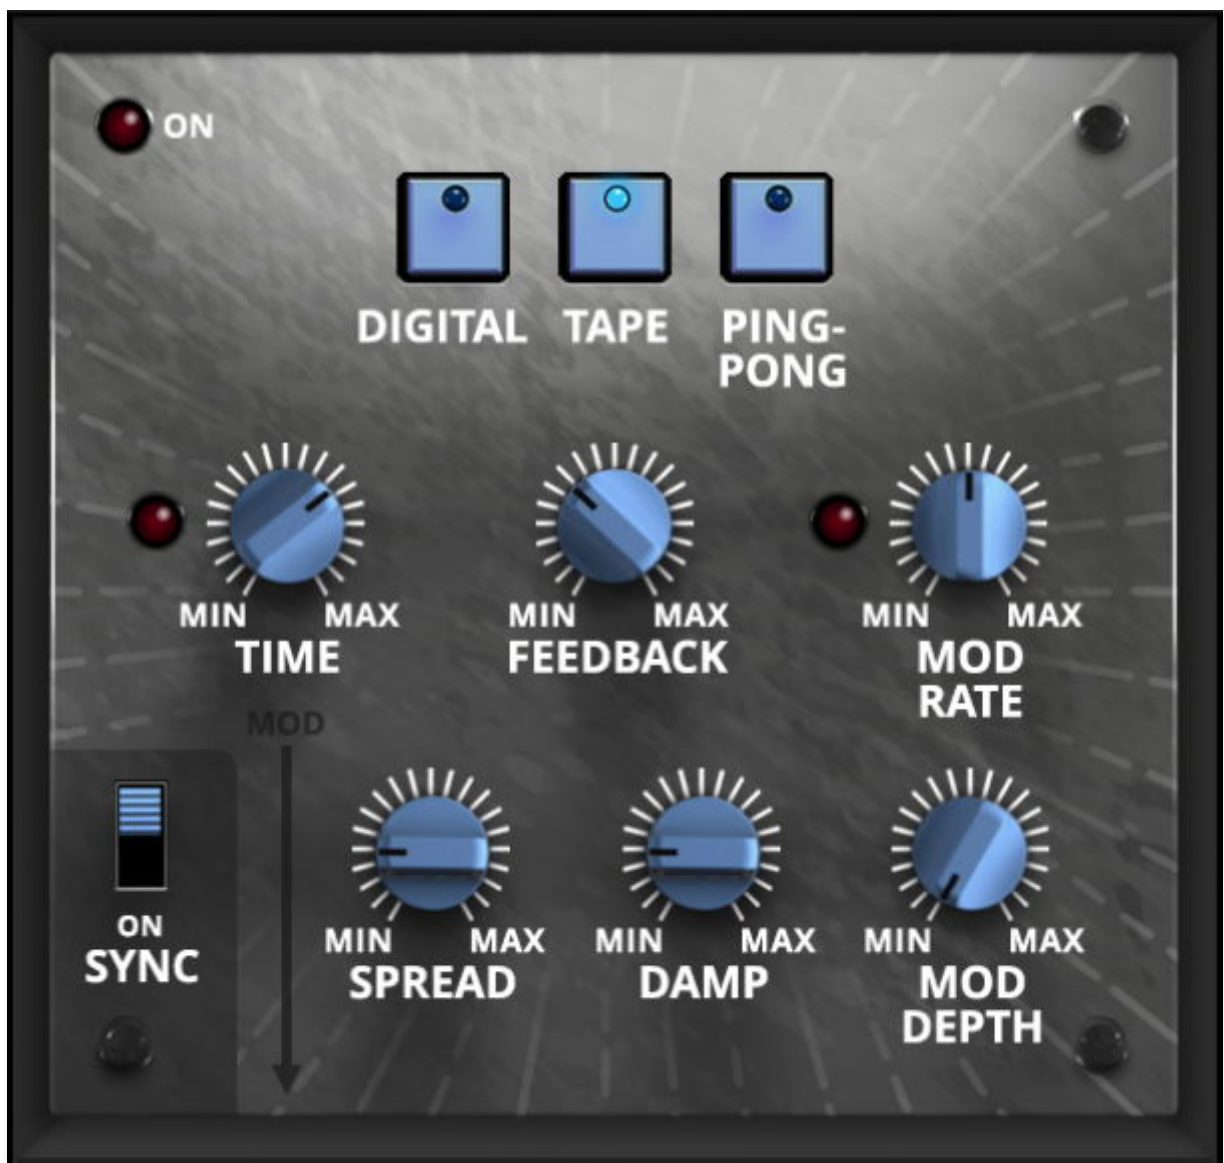 ON
DIGITAL
TAPE
PING-
PONG
MIN
MAX
TIME
MIN
MAX
FEEDBACK
MIN
MAX
MOD
RATE
MOD
ON
SYNC
MIN
MAX
SPREAD
MIN
MAX
DAMP
MIN
MAX
MOD
DEPTH